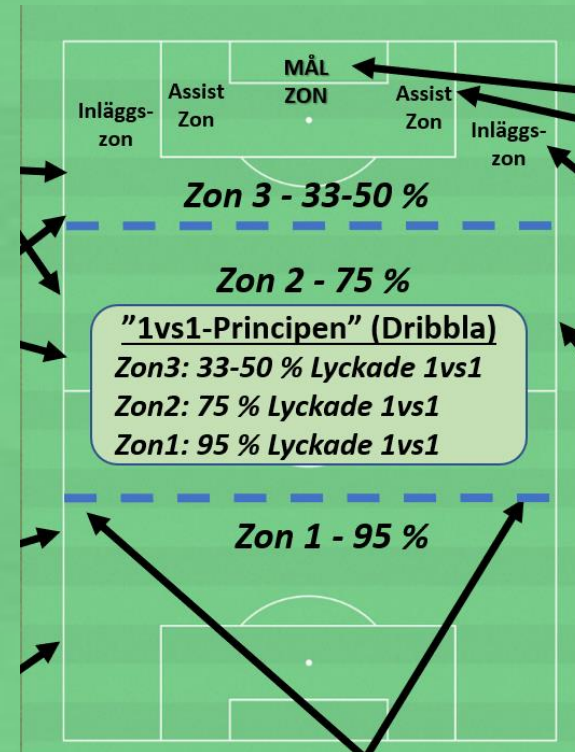 MÅL
ZON
Assist
Zon
Assist
Zon
Inläggs-
zon
Inläggs-
zon
Zon 3 - 33-50 %
Zon 2 - 75 %
”1vs1-Principen” (Dribbla)
Zon3: 33-50 % Lyckade 1vs1
Zon2: 75 % Lyckade 1vs1
Zon1: 95 % Lyckade 1vs1
Zon 1 - 95 %